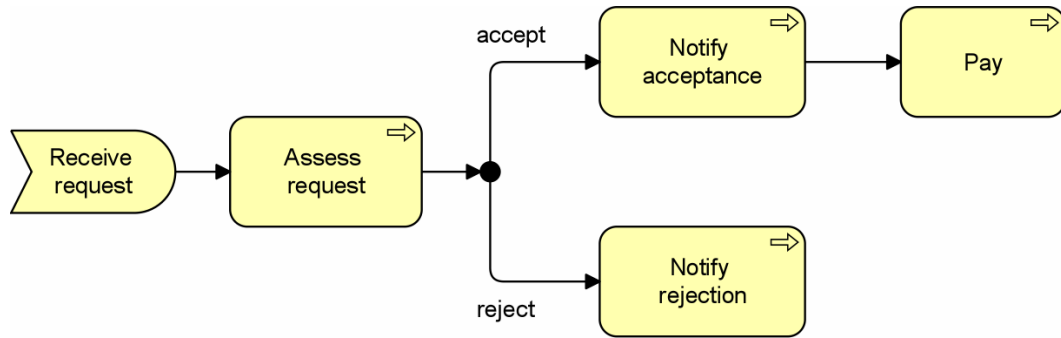 Receive
request
Assess
request
accept
Notify
acceptance
Pay
reject
Notify
rejection